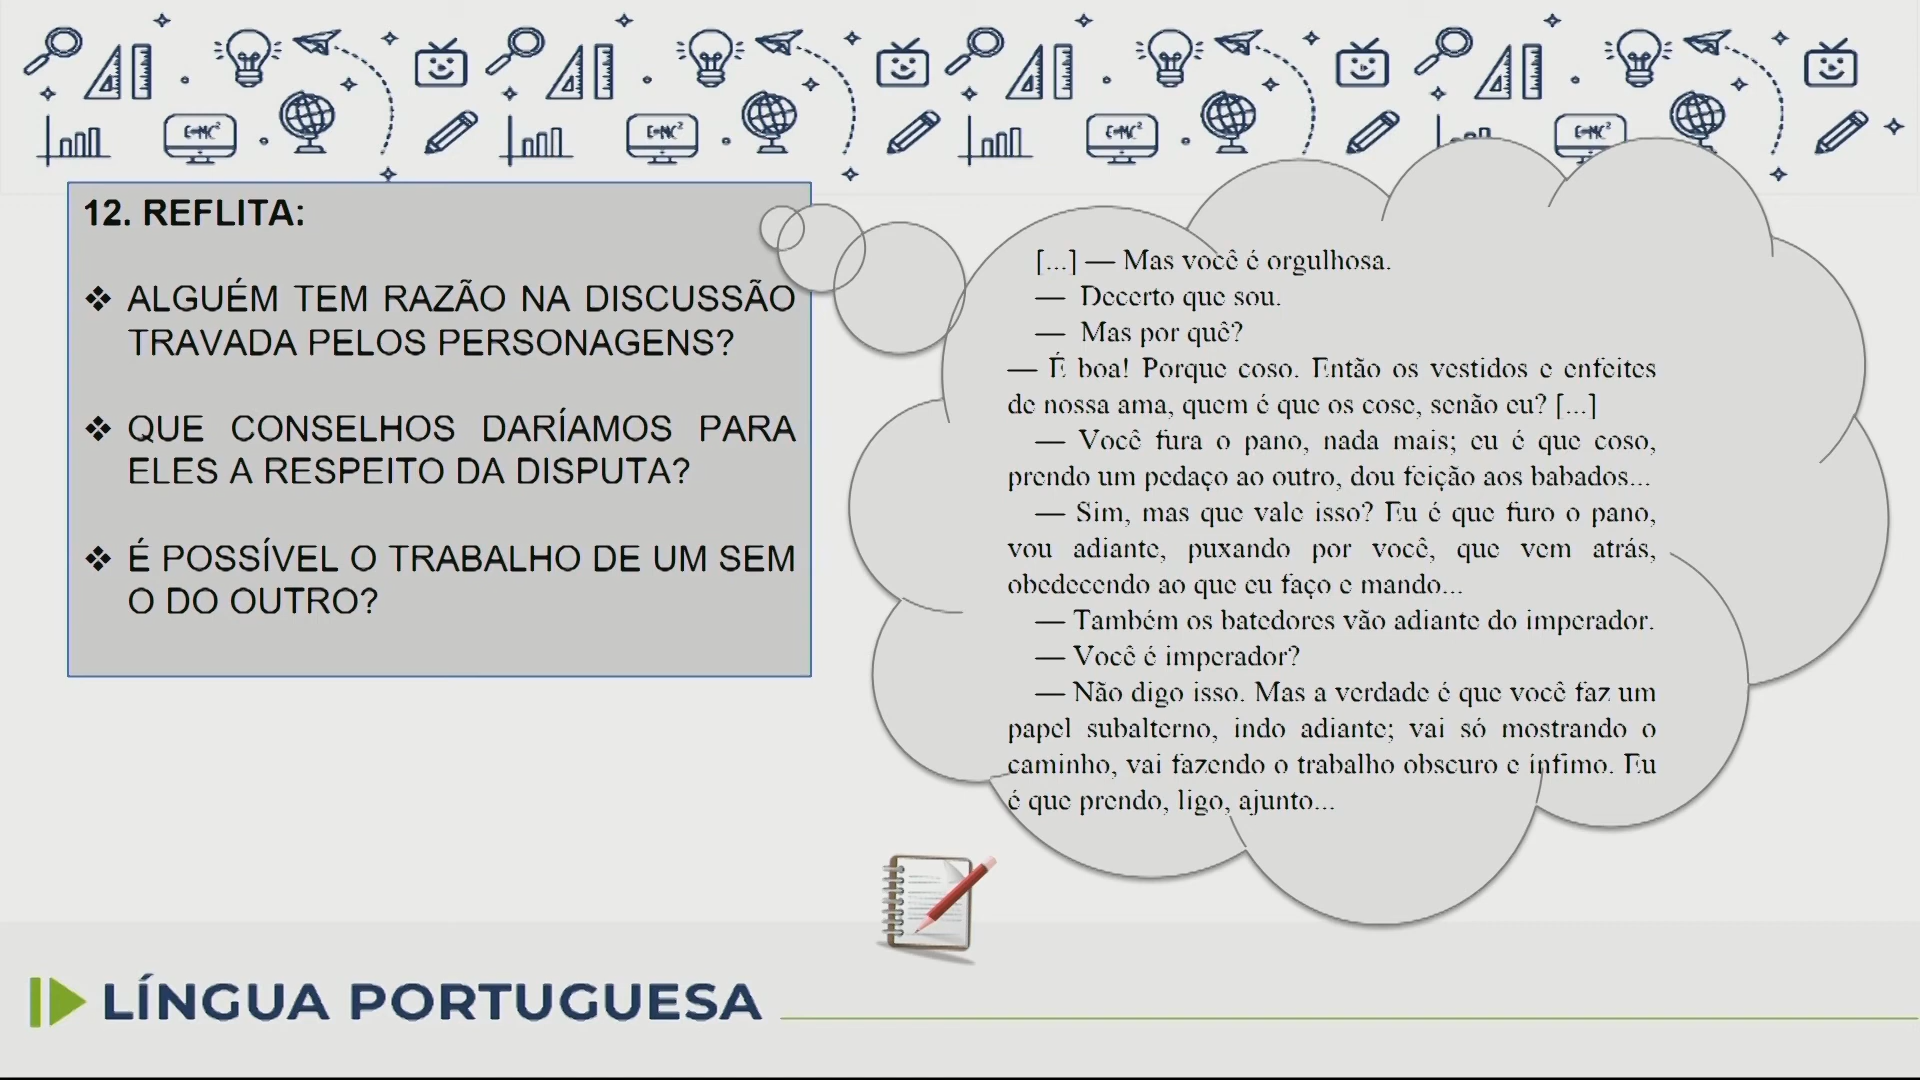 E=MC²
E=MC²
E=MC²
E=MC²
12. REFLITA:
❖ ALGUÉM TEM RAZÃO NA DISCUSSÃO
TRAVADA PELOS PERSONAGENS?
❖ QUE CONSELHOS DARÍAMOS PARA
ELES A RESPEITO DA DISPUTA?
❖ É POSSÍVEL O TRABALHO DE UM SEM
O DO OUTRO?
[...] — Mas você é orgulhosa.
— Decerto que sou.
— Mas por quê?
— É boa! Porque coso. Então os vestidos e enfeites
de nossa ama, quem é que os cose, senão eu? [...]
— Você fura o pano, nada mais; eu é que coso,
prendo um pedaço ao outro, dou feição aos babados...
— Sim, mas que vale isso? Eu é que furo o pano,
vou adiante, puxando por você, que vem atrás,
obedecendo ao que eu faço e mando...
— Também os batedores vão adiante do imperador.
— Você é imperador?
— Não digo isso. Mas a verdade é que você faz um
papel subalterno, indo adiante; vai só mostrando o
caminho, vai fazendo o trabalho obscuro e ínfimo. Eu
é que prendo, ligo, ajunto...
LÍNGUA PORTUGUESA